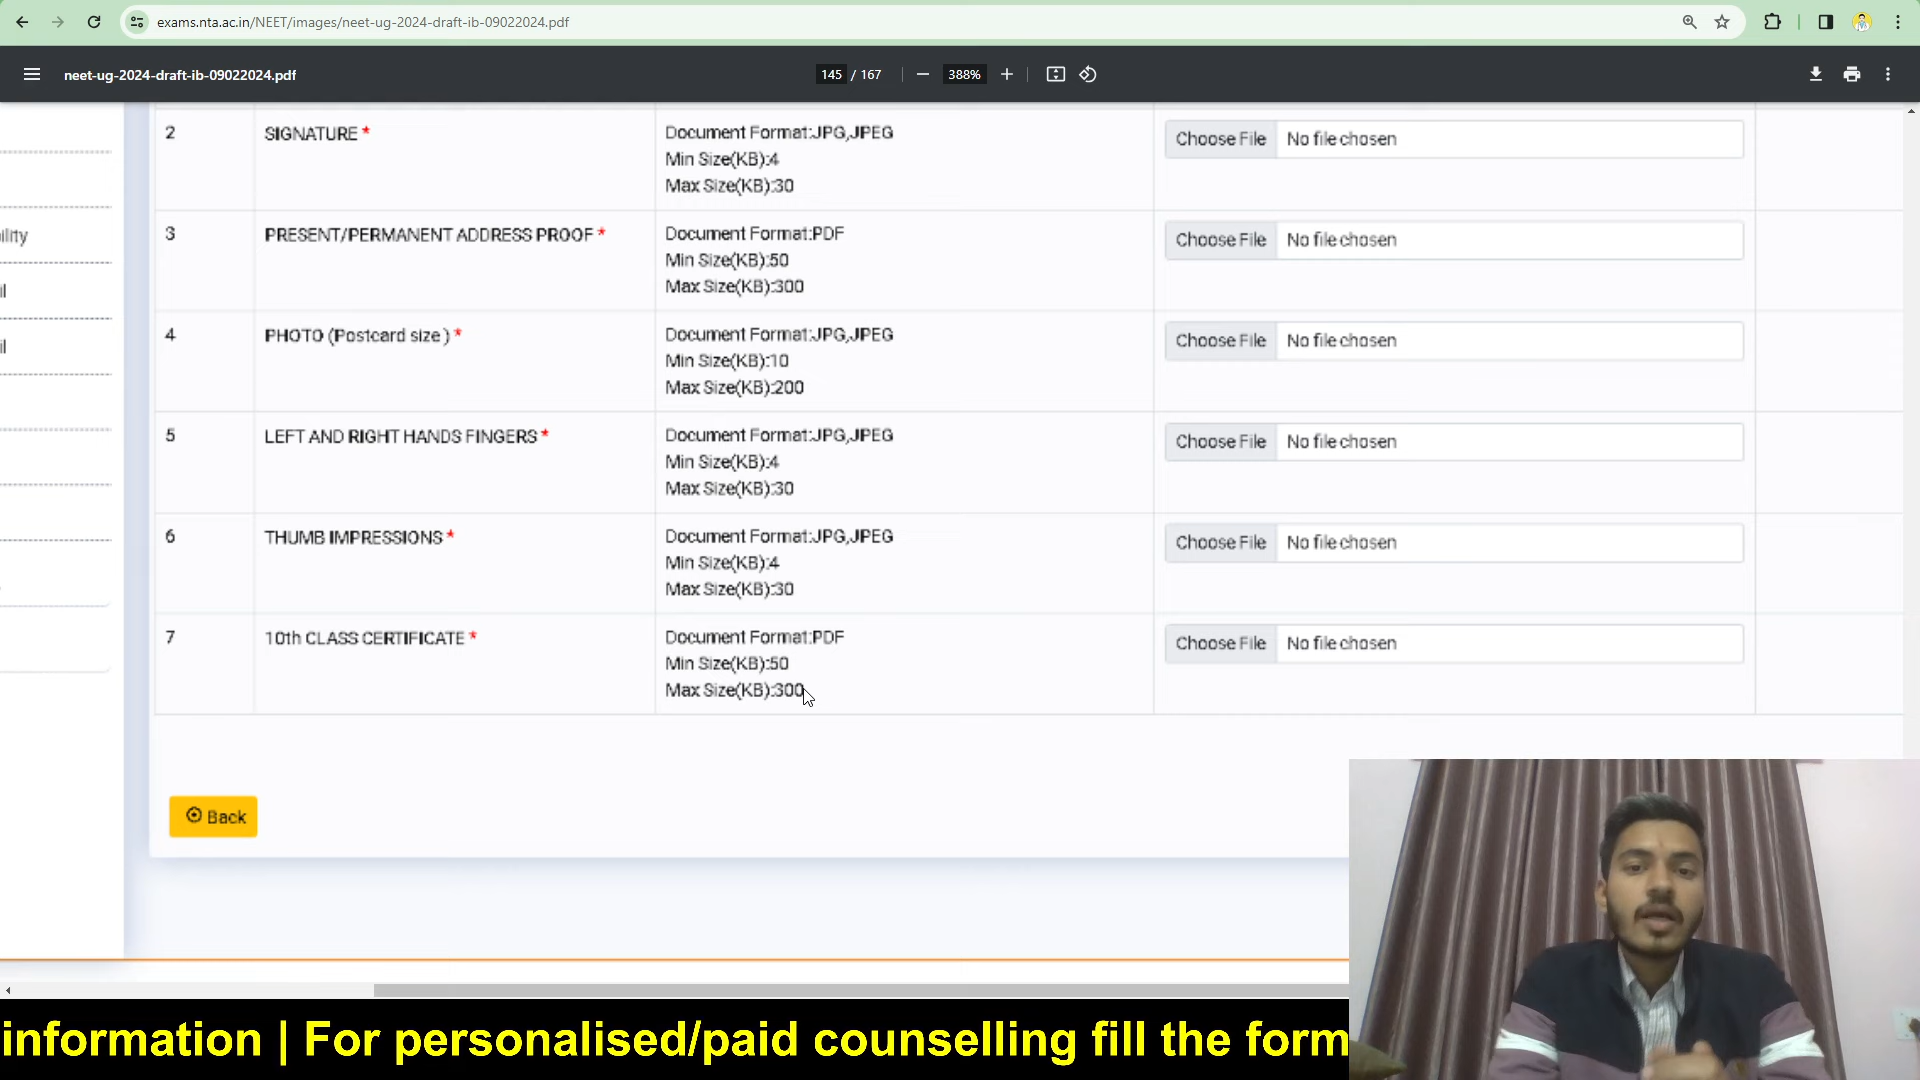 exams.nta.ac.in/NEET/images/neet-ug-2024-draft-ib-09022024.pdf
neet-ug-2024-draft-ib-09022024.pdf
145 / 167
388%
2
SIGNATURE *
Document Format:JPG,JPEG
Min Size(KB):4
Max Size(KB):30
Choose File No file chosen
3
PRESENT/PERMANENT ADDRESS PROOF *
Document Format:PDF
Min Size(KB):50
Max Size(KB):300
Choose File No file chosen
4
PHOTO (Postcard size ) *
Document Format:JPG,JPEG
Min Size(KB):10
Max Size(KB):200
Choose File No file chosen
5
LEFT AND RIGHT HANDS FINGERS *
Document Format:JPG,JPEG
Min Size(KB):4
Max Size(KB):30
Choose File No file chosen
6
THUMB IMPRESSIONS *
Document Format:JPG,JPEG
Min Size(KB):4
Max Size(KB):30
Choose File No file chosen
7
10th CLASS CERTIFICATE *
Document Format:PDF
Min Size(KB):50
Max Size(KB):300
Choose File No file chosen
Back
information | For personalised/paid counselling fill the form